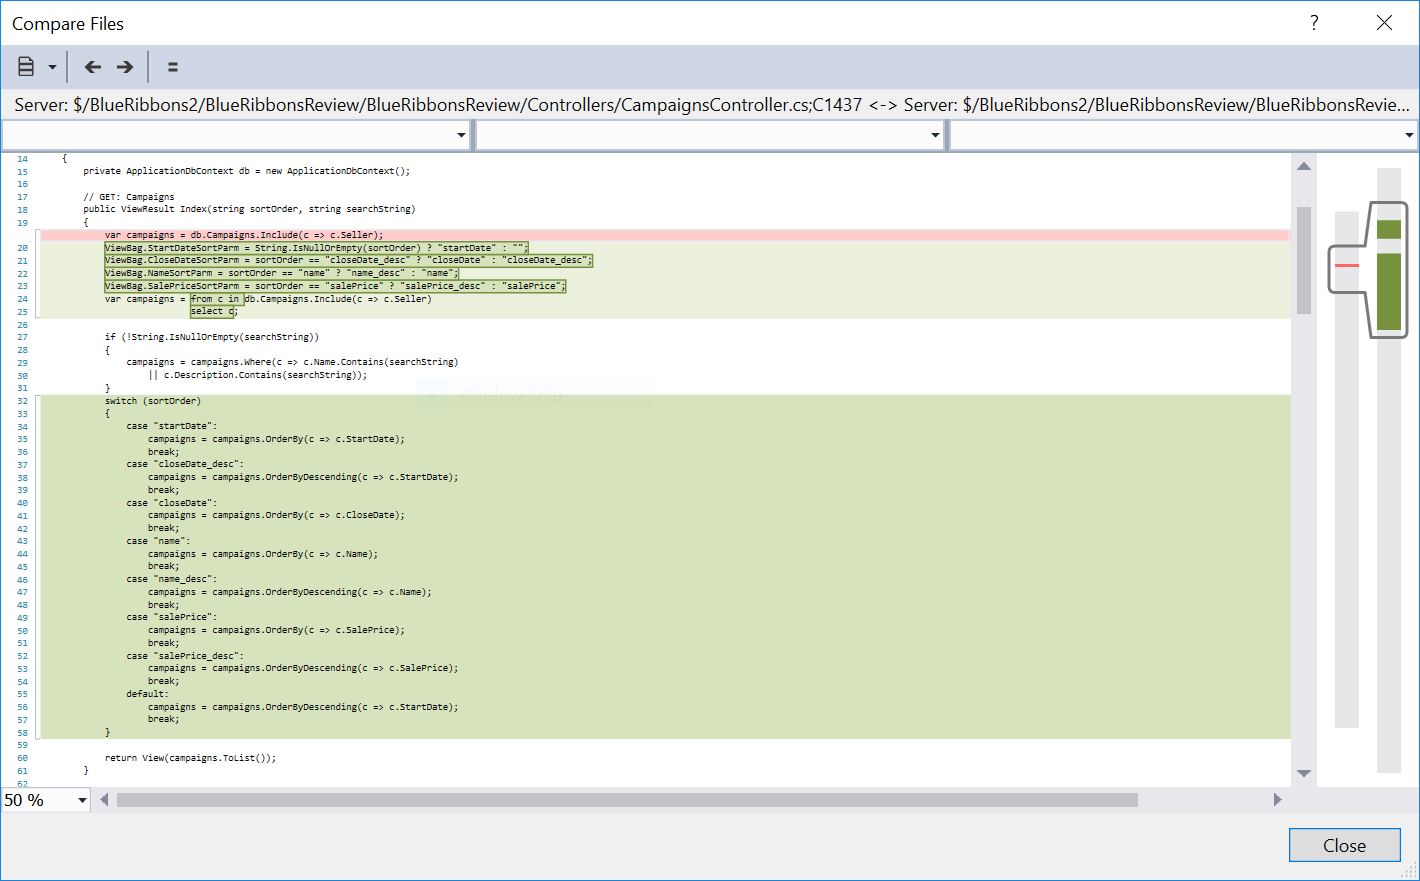 Compare Files
?
=
Server: $/BlueRibbons2/BlueRibbonsReview/BlueRibbonsReview/Controllers/CampaignsController.cs;C1437 <-> Server: $/BlueRibbons2/BlueRibbonsReview/BlueRibbonsRevie...
14 {
15 private ApplicationDbContext db = new ApplicationDbContext();
16
17 // GET: Campaigns
18 public ViewResult Index(string sortOrder, string searchString)
19 {
var campaigns = db.Campaigns.Include(c => c.Seller);
20 ViewBag.StartDateSortParm = String.IsNullOrEmpty(sortOrder) ? "startDate" : "";
21 ViewBag.CloseDateSortParm = sortOrder == "closeDate_desc" ? "closeDate" : "closeDate_desc";
22 ViewBag.NameSortParm = sortOrder == "name" ? "name_desc" : "name";
23 ViewBag.SalePriceSortParm = sortOrder == "salePrice" ? "salePrice_desc" : "salePrice";
24 var campaigns = from c in db.Campaigns.Include(c => c.Seller)
25 select c;
26
27 if (!String.IsNullOrEmpty(searchString))
28 {
29 campaigns = campaigns.Where(c => c.Name.Contains(searchString)
30 || c.Description.Contains(searchString));
31 }
32 switch (sortOrder)
33 {
34 case "startDate":
35 campaigns = campaigns.OrderBy(c => c.StartDate);
36 break;
37 case "closeDate_desc":
38 campaigns = campaigns.OrderByDescending(c => c.StartDate);
39 break;
40 case "closeDate":
41 campaigns = campaigns.OrderBy(c => c.CloseDate);
42 break;
43 case "name":
44 campaigns = campaigns.OrderBy(c => c.Name);
45 break;
46 case "name_desc":
47 campaigns = campaigns.OrderByDescending(c => c.Name);
48 break;
49 case "salePrice":
50 campaigns = campaigns.OrderBy(c => c.SalePrice);
51 break;
52 case "salePrice_desc":
53 campaigns = campaigns.OrderByDescending(c => c.SalePrice);
54 break;
55 default:
56 campaigns = campaigns.OrderByDescending(c => c.StartDate);
57 break;
58 }
59
60 return View(campaigns.ToList());
61 }
62
50 %
Close